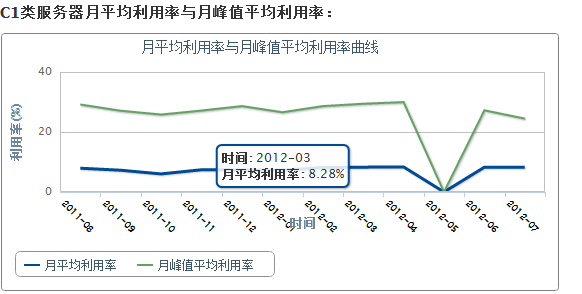 C1类服务器月平均利用率与月峰值平均利用率：
月平均利用率与月峰值平均利用率曲线
40
20
0
利用率(%)
时间: 2012-03
月平均利用率: 8.28%
2011-08
2011-09
2011-10
2011-11
2011-12
2012-01
2012-02
2012-03
2012-04
2012-05
2012-06
2012-07
时间
月平均利用率
月峰值平均利用率